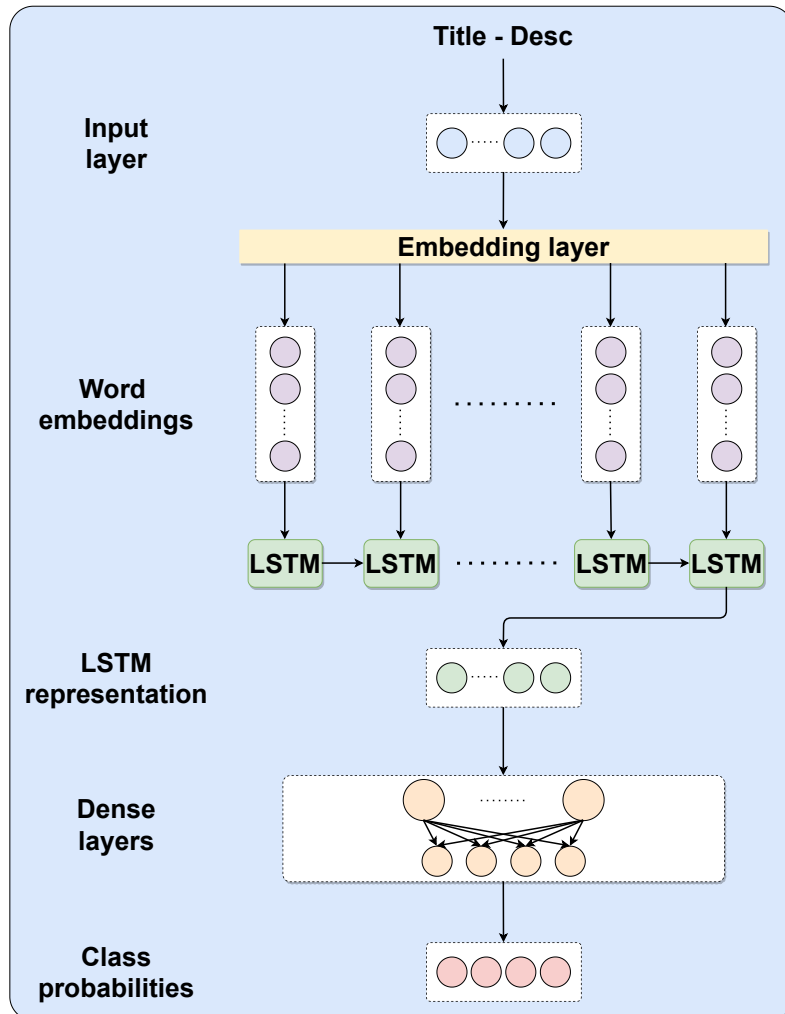 Title - Desc
Input
layer
Embedding layer
Word
embeddings
LSTM
LSTM
LSTM
LSTM
LSTM
representation
Dense
layers
Class
probabilities